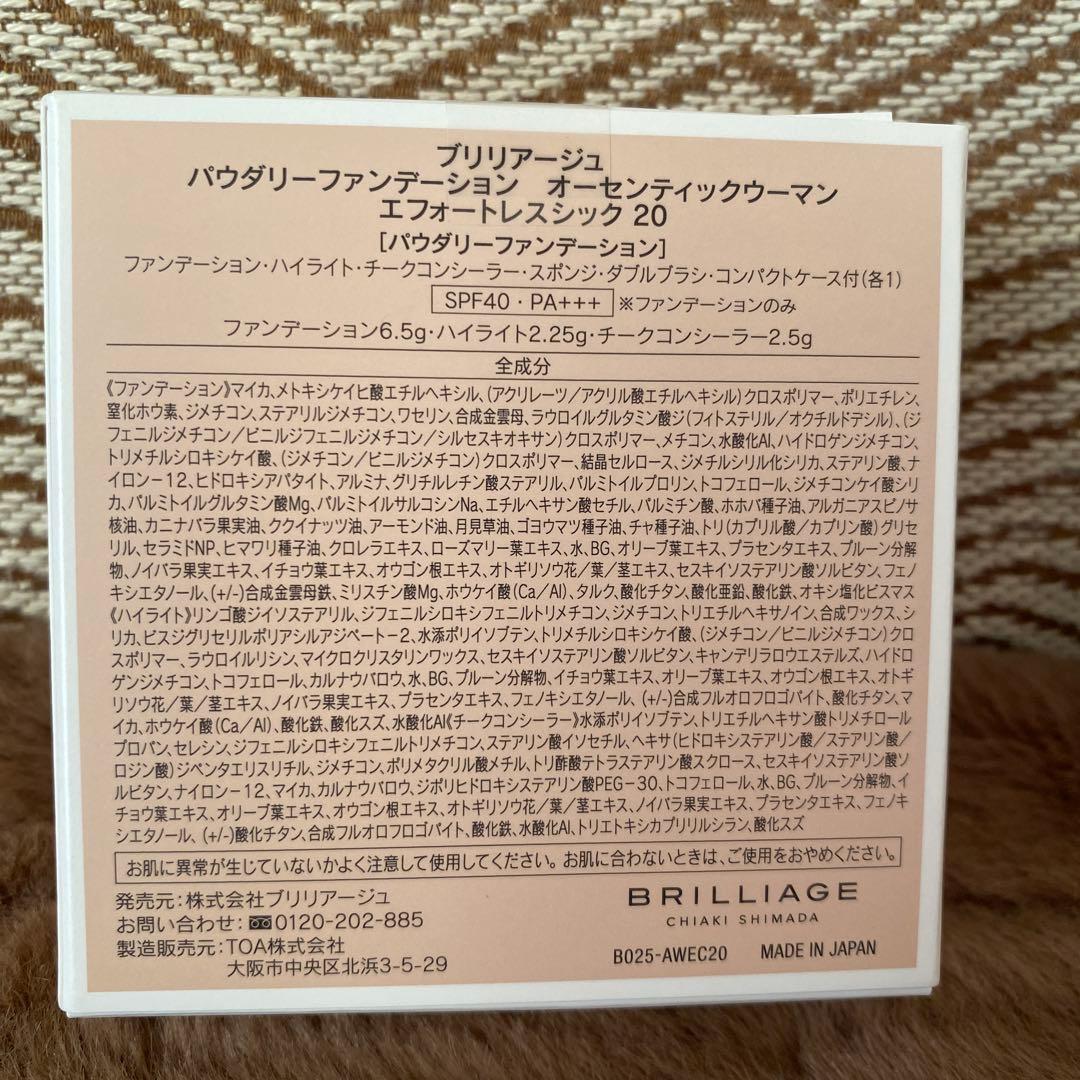 ブリリアージュ
パウダリーファンデーション　オーセンティックウーマン
エフォートレスシック 20
[パウダリーファンデーション]
ファンデーション・ハイライト・チークコンシーラー・スポンジ・ダブルブラシ・コンパクトケース付(各1)
SPF40・PA+++ ※ファンデーションのみ
ファンデーション6.5g・ハイライト2.25g・チークコンシーラー2.5g
全成分
《ファンデーション》マイカ、メトキシケイヒ酸エチルヘキシル、(アクリレーツ/アクリル酸エチルヘキシル)クロスポリマー、ポリエチレン、
窒化ホウ素、ジメチコン、ステアリルジメチコン、ワセリン、合成金雲母、ラウロイルグルタミン酸ジ(フィトステリル/オクチルドデシル)、(ジ
フェニルジメチコン/ビニルジフェニルジメチコン/シルセスキオキサン)クロスポリマー、メチコン、水酸化Al、ハイドロゲンジメチコン、
トリメチルシロキシケイ酸、(ジメチコン/ビニルジメチコン)クロスポリマー、結晶セルロース、ジメチルシリル化シリカ、ステアリン酸、ナ
イロン-12、ヒドロキシアパタイト、アルミナ、グリチルレチン酸ステアリル、パルミトイルプロリン、トコフェロール、ジメチコンケイ酸シリ
カ、パルミトイルグルタミン酸Mg、パルミトイルサルコシンNa、エチルヘキサン酸セチル、パルミチン酸、ホホバ種子油、アルガニアスピノサ
核油、カニナバラ果実油、ククイナッツ油、アーモンド油、月見草油、ゴヨウマツ種子油、チャ種子油、トリ(カプリル酸/カプリン酸)グリセ
リル、セラミドNP、ヒマワリ種子油、クロレラエキス、ローズマリー葉エキス、水、BG、オリーブ葉エキス、プラセンタエキス、プルーン分解
物、ノイバラ果実エキス、イチョウ葉エキス、オウゴン根エキス、オトギリソウ花/葉/茎エキス、セスキイソステアリン酸ソルビタン、フェノ
キシエタノール、(+/-)合成金雲母鉄、ミリスチン酸Mg、ホウケイ酸(Ca/Al)、タルク、酸化チタン、酸化亜鉛、酸化鉄、オキシ塩化ビスマス
《ハイライト》リンゴ酸ジイソステアリル、ジフェニルシロキシフェニルトリメチコン、ジメチコン、トリエチルヘキサノイン、合成ワックス、シ
リカ、ビスジグリセリルポリアシルアジペート-2、水添ポリイソブテン、トリメチルシロキシケイ酸、(ジメチコン/ビニルジメチコン)クロ
スポリマー、ラウロイルリシン、マイクロクリスタリンワックス、セスキイソステアリン酸ソルビタン、キャンデリラロウエステルズ、ハイドロ
ゲンジメチコン、トコフェロール、カルナウバロウ、水、BG、プルーン分解物、イチョウ葉エキス、オリーブ葉エキス、オウゴン根エキス、オトギ
リソウ花/葉/茎エキス、ノイバラ果実エキス、プラセンタエキス、フェノキシエタノール、(+/-)合成フルオロフロゴパイト、酸化チタン、マ
イカ、ホウケイ酸(Ca/Al)、酸化鉄、酸化スズ、水酸化Al《チークコンシーラー》水添ポリイソブテン、トリエチルヘキサン酸トリメチロール
プロパン、セレシン、ジフェニルシロキシフェニルトリメチコン、ステアリン酸イソセチル、ヘキサ(ヒドロキシステアリン酸/ステアリン酸/
ロジン酸)ジペンタエリスリチル、ジメチコン、ポリメタクリル酸メチル、トリ酢酸テトラステアリン酸スクロース、セスキイソステアリン酸ソ
ルビタン、ナイロン-12、マイカ、カルナウバロウ、ジポリヒドロキシステアリン酸PEG-30、トコフェロール、水、BG、プルーン分解物、イ
チョウ葉エキス、オリーブ葉エキス、オウゴン根エキス、オトギリソウ花/葉/茎エキス、ノイバラ果実エキス、プラセンタエキス、フェノキ
シエタノール、(+/-)酸化チタン、合成フルオロフロゴパイト、酸化鉄、水酸化Al、トリエトキシカプリリルシラン、酸化スズ
お肌に異常が生じていないかよく注意して使用してください。お肌に合わないときは、ご使用をおやめください。
発売元：株式会社ブリリアージュ
お問い合わせ：0120-202-885
製造販売元：TOA株式会社
大阪市中央区北浜3-5-29
BRILLIAGE
CHIAKI SHIMADA
B025-AWEC20 MADE IN JAPAN